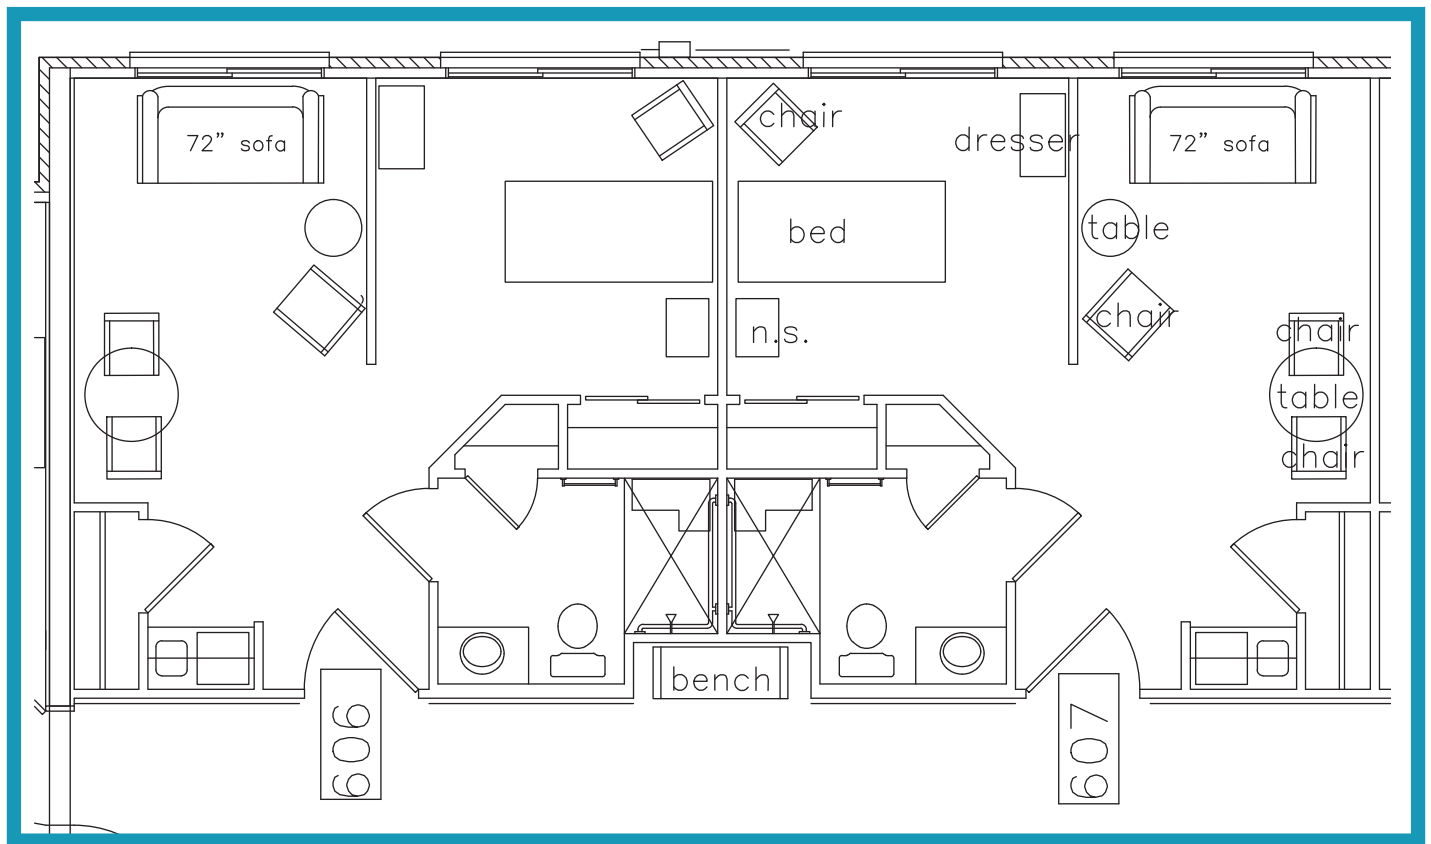 chair
72” sofa
dresser
72” sofa
table
bed
chair
chair
n.s.
table
chair
bench
606
607